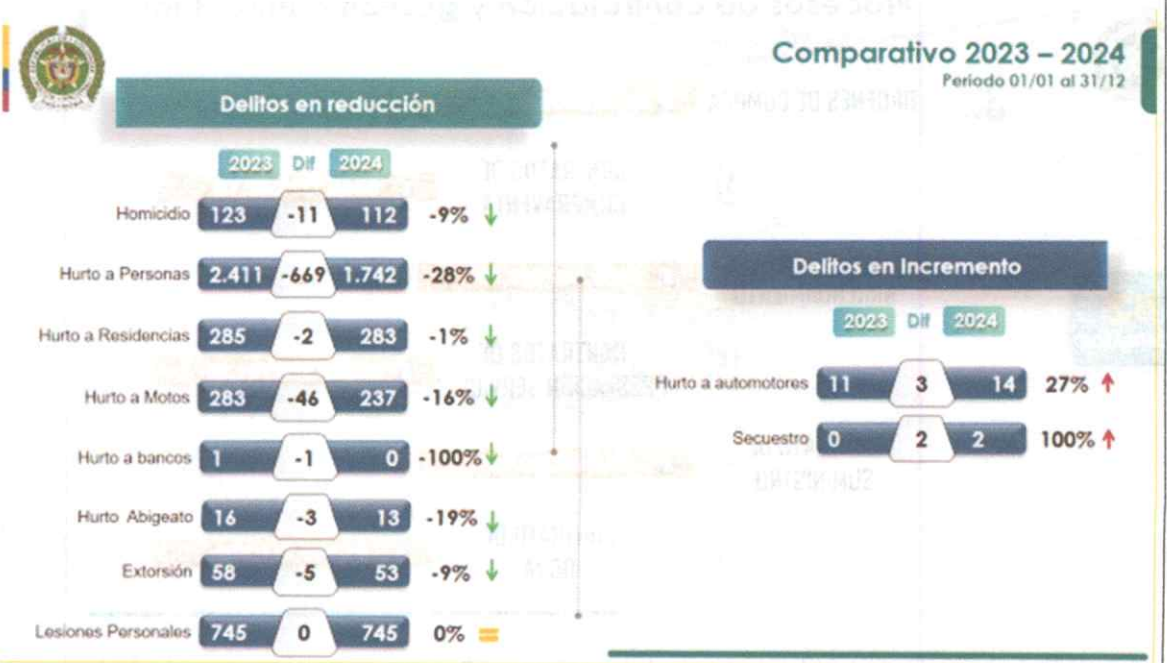 Comparativo 2023 – 2024
Periodo 01/01 al 31/12
Delitos en reducción
2023 Dif 2024
Homicidio 123 -11 112 -9%
Hurto a Personas 2.411 -669 1.742 -28%
Hurto a Residencias 285 -2 283 -1%
Hurto a Motos 283 -46 237 -16%
Hurto a bancos 1 -1 0 -100%
Hurto Abigeato 16 -3 13 -19%
Extorsión 58 -5 53 -9%
Lesiones Personales 745 0 745 0%
Delitos en Incremento
2023 Dif 2024
Hurto a automotores 11 3 14 27%
Secuestro 0 2 2 100%